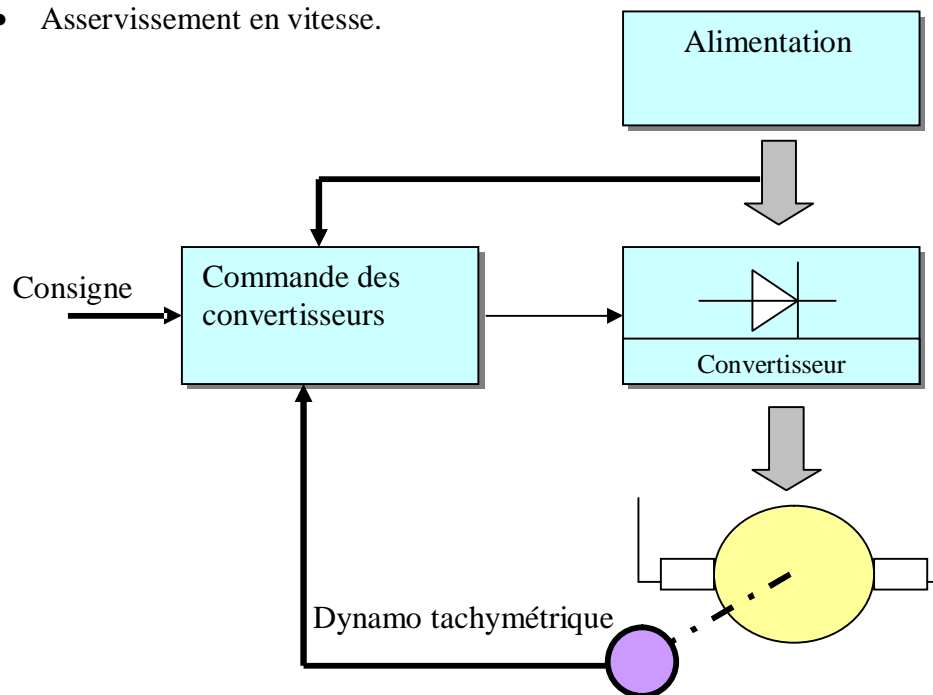 • Asservissement en vitesse.
Alimentation
Consigne
Commande des
convertisseurs
Convertisseur
Dynamo tachymétrique